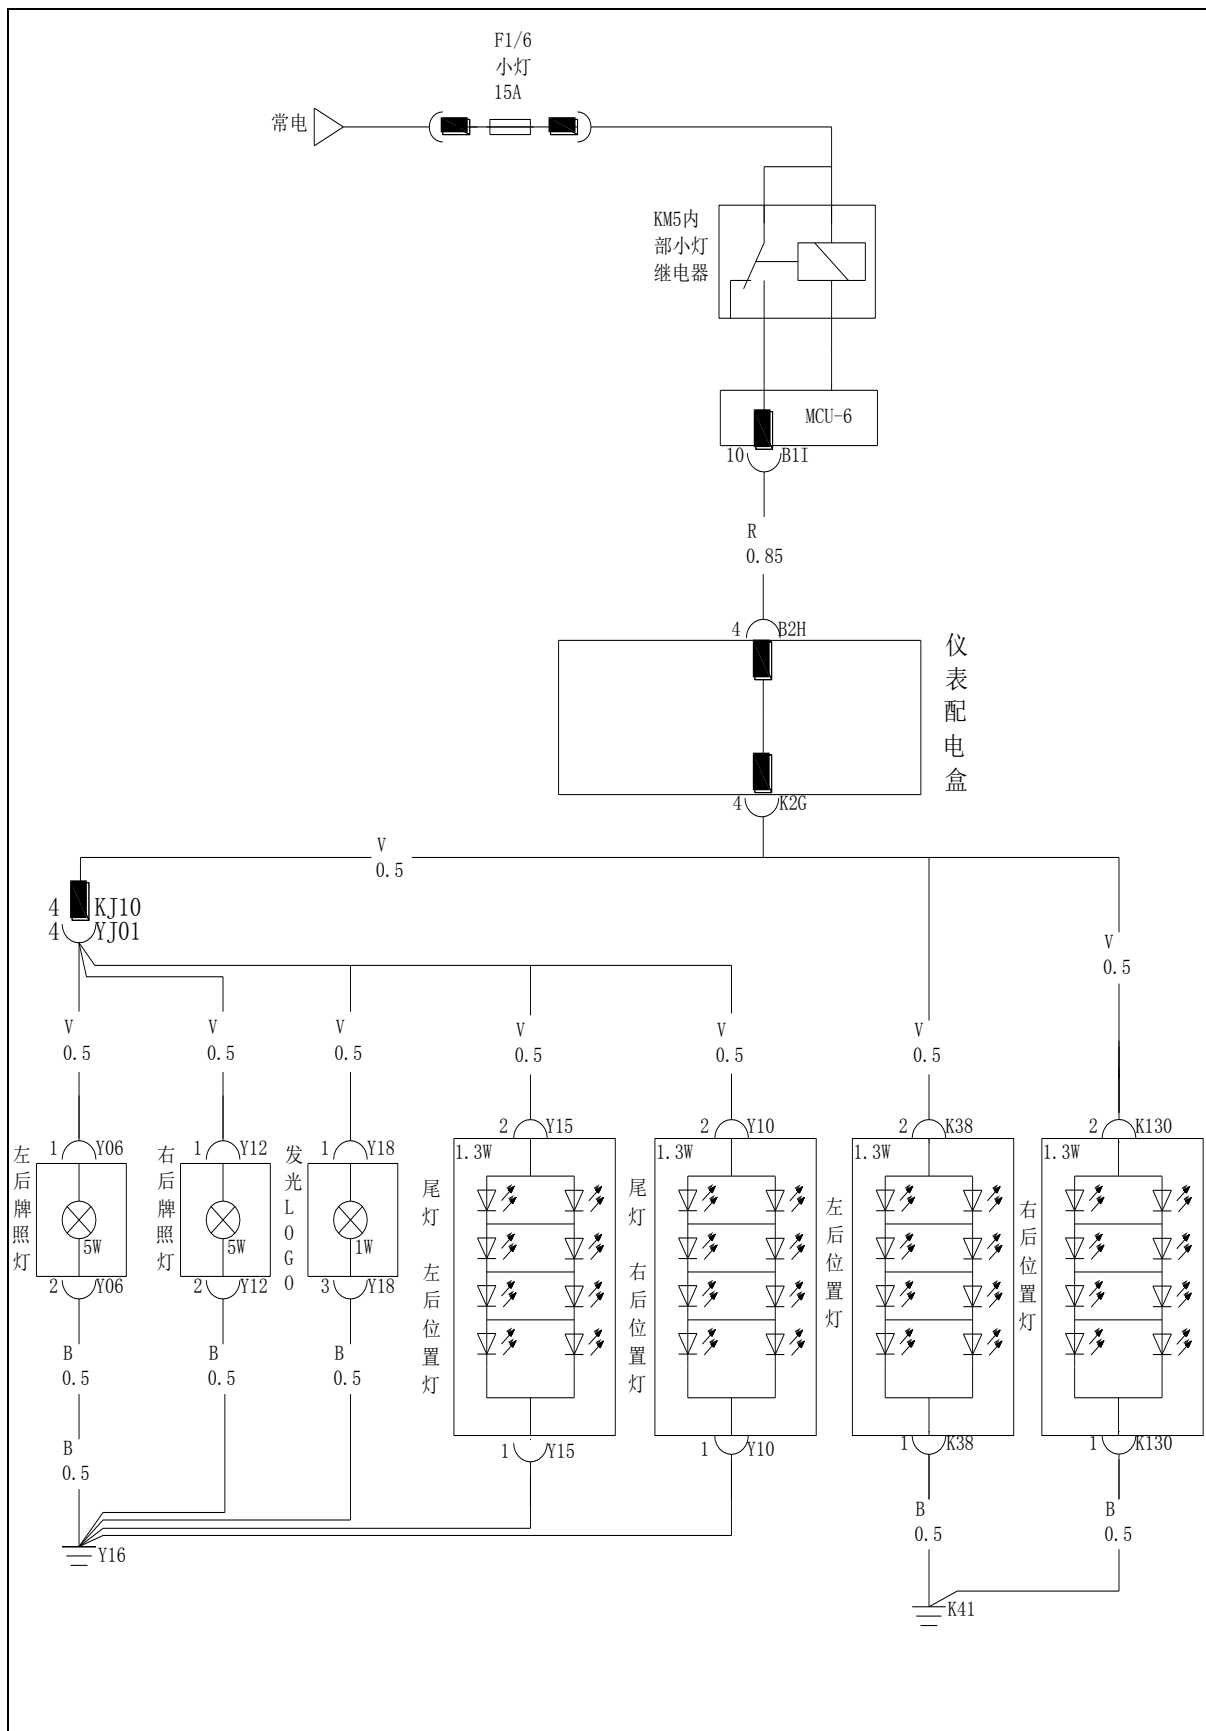 F1/6
小灯
15A
常电
KM5内
部小灯
继电器
MCU-6
10 B1I
R
0.85
4 B2H
仪表配电盒
4 K2G
V
0.5
4 KJ10
4 YJ01
V
0.5
V
0.5
V
0.5
V
0.5
V
0.5
V
0.5
V
0.5
左后牌照灯
1 Y06
5W
2 Y06
右后牌照灯
1 Y12
5W
2 Y12
发光LOGO
1 Y18
1W
3 Y18
尾灯 左后位置灯
2 Y15
1.3W
1 Y15
尾灯 右后位置灯
2 Y10
1.3W
1 Y10
左后位置灯
2 K38
1.3W
1 K38
右后位置灯
2 K130
1.3W
1 K130
B
0.5
B
0.5
B
0.5
B
0.5
B
0.5
B
0.5
Y16
K41